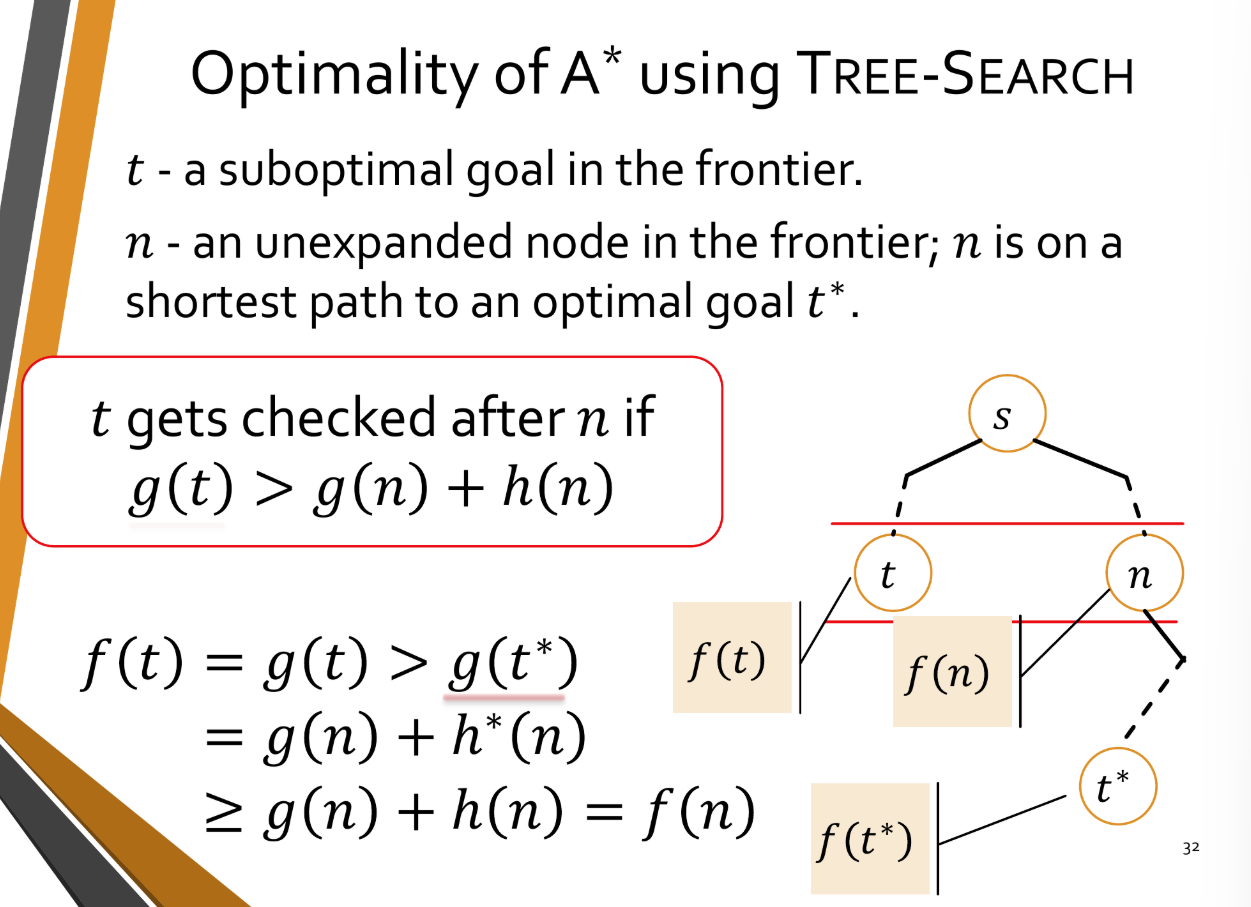 Optimality of A* using TREE-SEARCH
𝑡 - a suboptimal goal in the frontier.
𝑛 - an unexpanded node in the frontier; 𝑛 is on a
shortest path to an optimal goal 𝑡*.
𝑡 gets checked after 𝑛 if
𝑔(𝑡) > 𝑔(𝑛) + ℎ(𝑛)
𝑓(𝑡) = 𝑔(𝑡) > 𝑔(𝑡*)
= 𝑔(𝑛) + ℎ*(𝑛)
≥ 𝑔(𝑛) + ℎ(𝑛) = 𝑓(𝑛)
𝑠
𝑡
𝑛
𝑓(𝑡)
𝑓(𝑛)
𝑡*
𝑓(𝑡*)
32